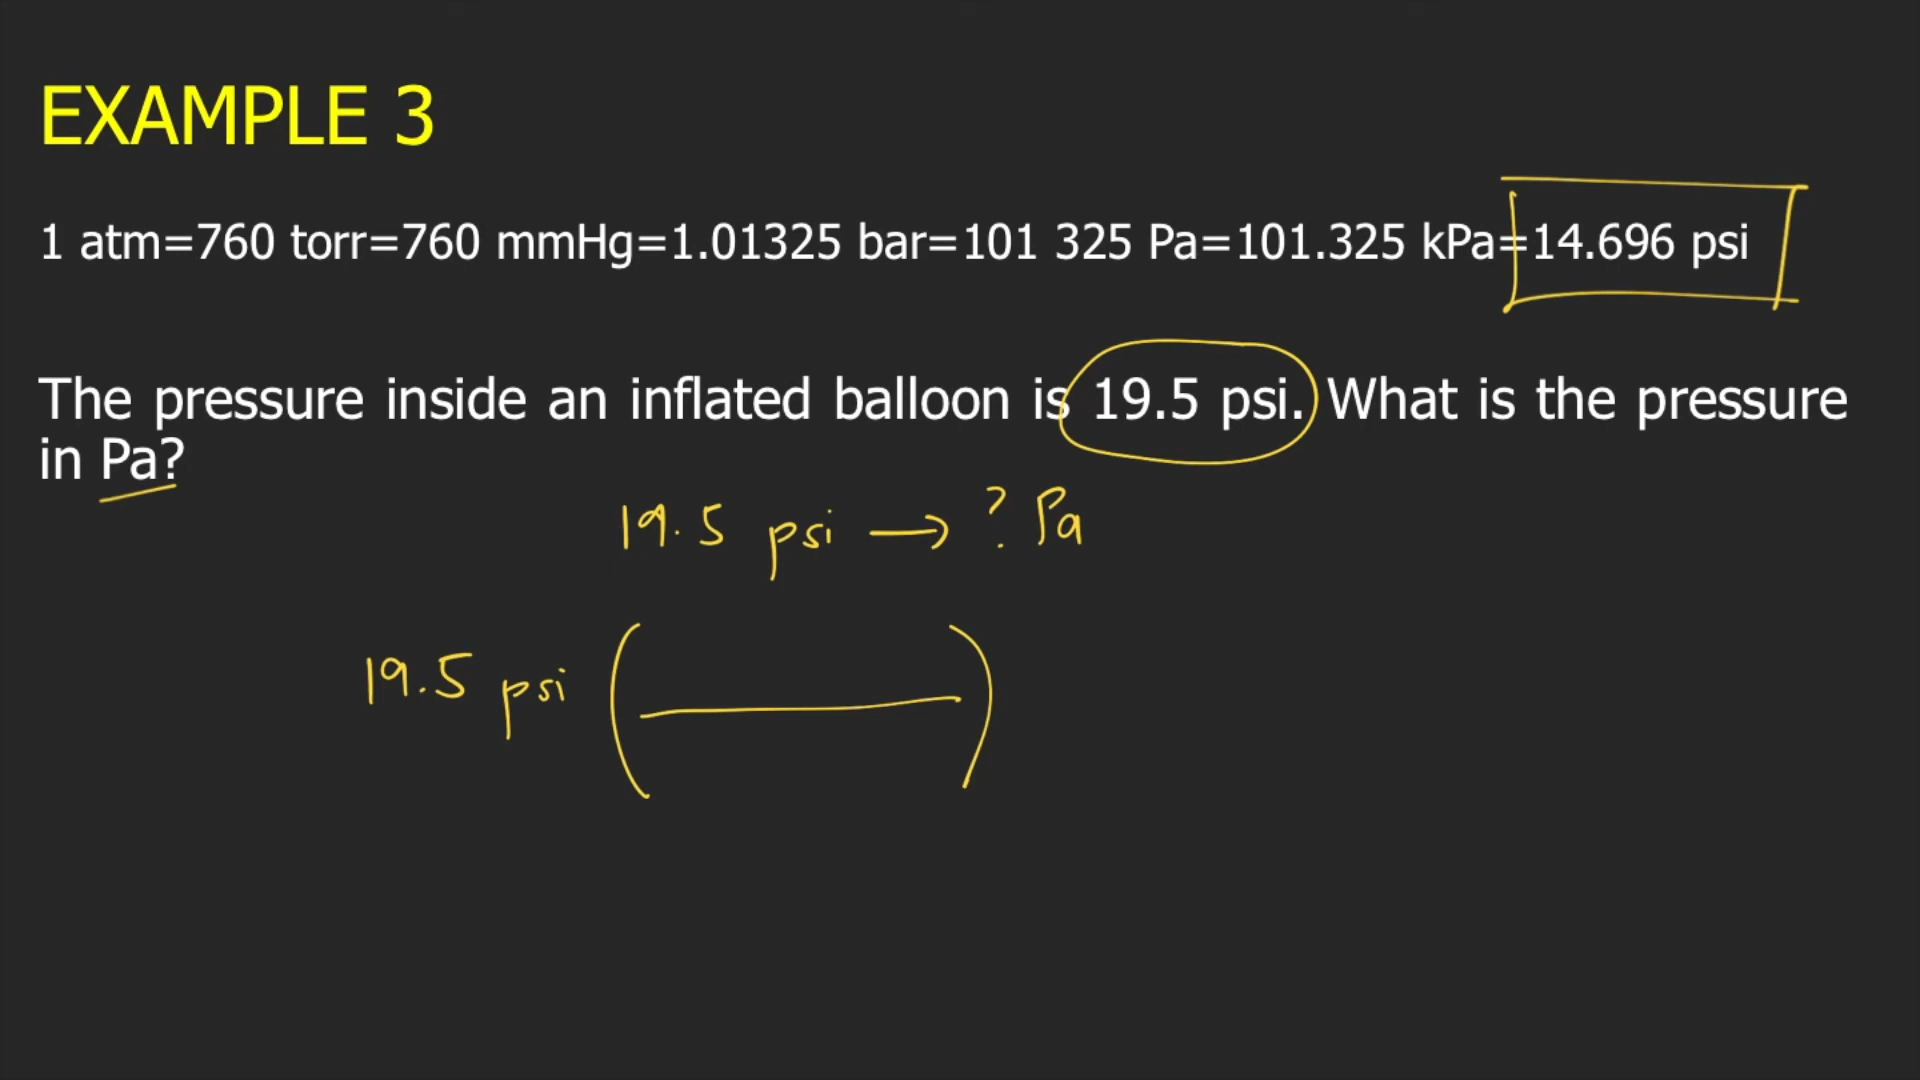 EXAMPLE 3
1 atm=760 torr=760 mmHg=1.01325 bar=101 325 Pa=101.325 kPa=14.696 psi
The pressure inside an inflated balloon is 19.5 psi. What is the pressure
in Pa?
19.5 psi → ? Pa
19.5 psi (      )